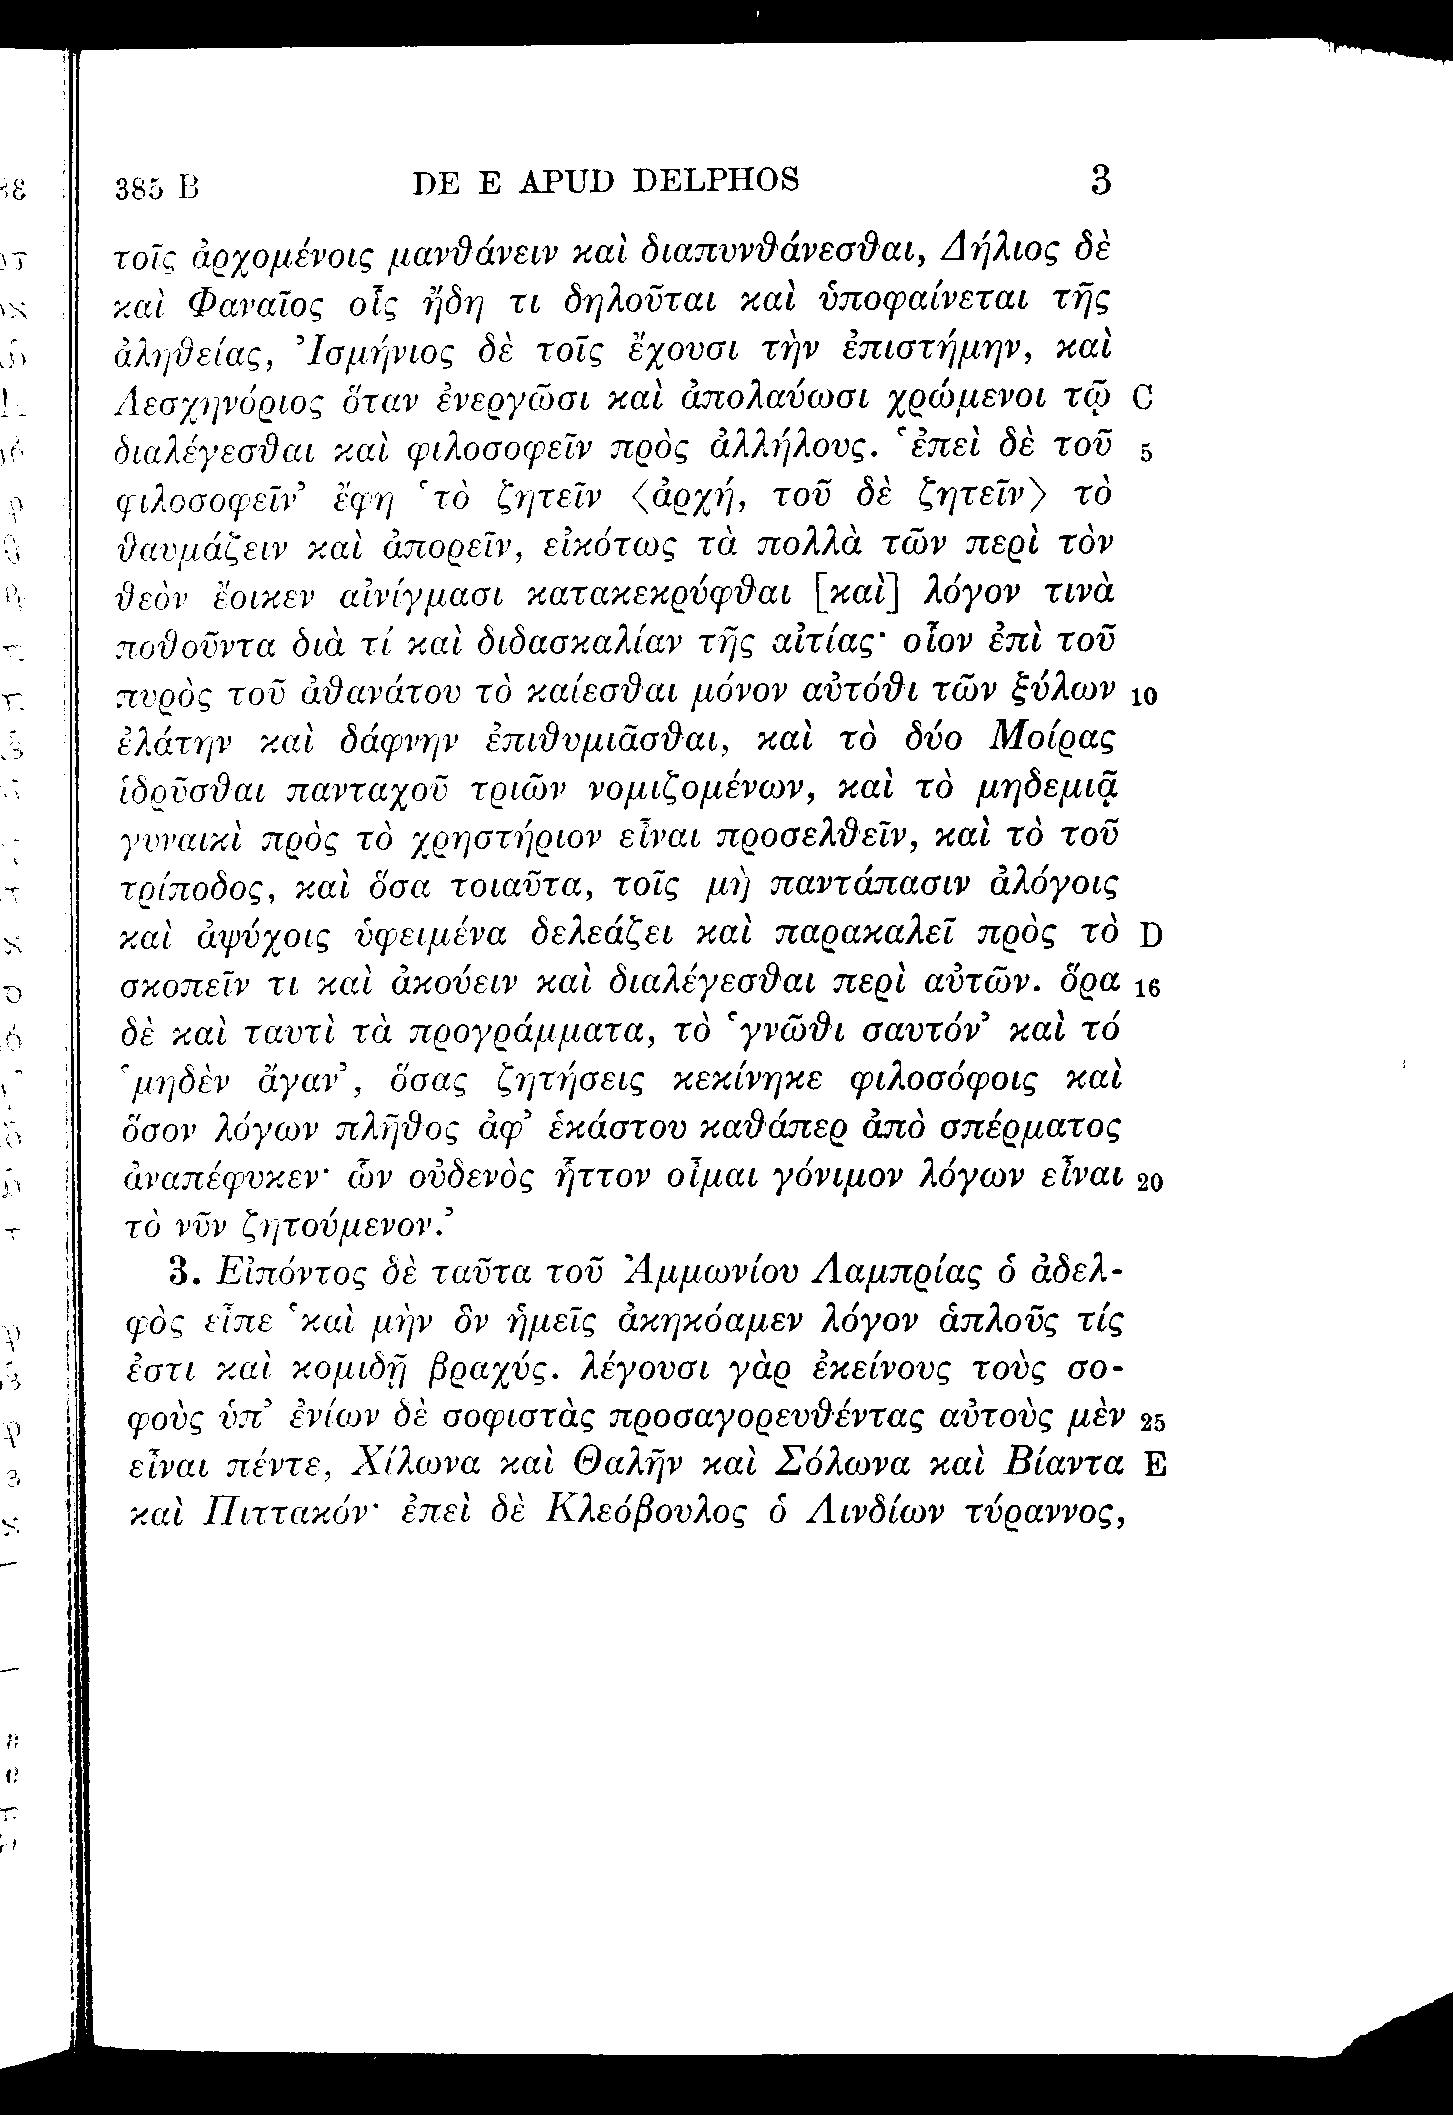 385 B DE E APUD DELPHOS 3
τοῖς ἀρχομένοις μανθάνειν καὶ διαπυνθάνεσθαι, Δήλιος δὲ
καὶ Φαναῖος οἷς ἤδη τι δηλοῦται καὶ ὑποφαίνεται τῆς
ἀληθείας, Ἰσμήνιος δὲ τοῖς ἔχουσι τὴν ἐπιστήμην, καὶ
Λεσχηνόριος ὅταν ἐνεργῶσι καὶ ἀπολαύωσι χρώμενοι τῷ C
διαλέγεσθαι καὶ φιλοσοφεῖν πρὸς ἀλλήλους. ‘ἐπεὶ δὲ τοῦ 5
φιλοσοφεῖν’ ἔφη ‘τὸ ζητεῖν ⟨ἀρχή, τοῦ δὲ ζητεῖν⟩ τὸ
θαυμάζειν καὶ ἀπορεῖν, εἰκότως τὰ πολλὰ τῶν περὶ τὸν
θεὸν ἔοικεν αἰνίγμασι κατακεκρύφθαι [καὶ] λόγον τινὰ
ποθοῦντα διὰ τί καὶ διδασκαλίαν τῆς αἰτίας· οἷον ἐπὶ τοῦ
πυρὸς τοῦ ἀθανάτου τὸ καίεσθαι μόνον αὐτόθι τῶν ξύλων 10
ἐλάτην καὶ δάφνην ἐπιθυμιᾶσθαι, καὶ τὸ δύο Μοίρας
ἱδρῦσθαι πανταχοῦ τριῶν νομιζομένων, καὶ τὸ μηδεμιᾷ
γυναικὶ πρὸς τὸ χρηστήριον εἶναι προσελθεῖν, καὶ τὸ τοῦ
τρίποδος, καὶ ὅσα τοιαῦτα, τοῖς μὴ παντάπασιν ἀλόγοις
καὶ ἀψύχοις ὑφειμένα δελεάζει καὶ παρακαλεῖ πρὸς τὸ D
σκοπεῖν τι καὶ ἀκούειν καὶ διαλέγεσθαι περὶ αὐτῶν. ὅρα 16
δὲ καὶ ταυτὶ τὰ προγράμματα, τὸ ‘γνῶθι σαυτόν’ καὶ τό
‘μηδὲν ἄγαν’, ὅσας ζητήσεις κεκίνηκε φιλοσόφοις καὶ
ὅσον λόγων πλῆθος ἀφ’ ἑκάστου καθάπερ ἀπὸ σπέρματος
ἀναπέφυκεν· ὧν οὐδενὸς ἧττον οἶμαι γόνιμον λόγων εἶναι 20
τὸ νῦν ζητούμενον.’
3. Εἰπόντος δὲ ταῦτα τοῦ Ἀμμωνίου Λαμπρίας ὁ ἀδελ-
φὸς εἶπε ‘καὶ μὴν ὃν ἡμεῖς ἀκηκόαμεν λόγον ἁπλοῦς τίς
ἐστι καὶ κομιδῇ βραχύς. λέγουσι γὰρ ἐκείνους τοὺς σο-
φοὺς ὑπ’ ἐνίων δὲ σοφιστὰς προσαγορευθέντας αὐτοὺς μὲν 25
εἶναι πέντε, Χίλωνα καὶ Θαλῆν καὶ Σόλωνα καὶ Βίαντα E
καὶ Πιττακόν· ἐπεὶ δὲ Κλεόβουλος ὁ Λινδίων τύραννος,